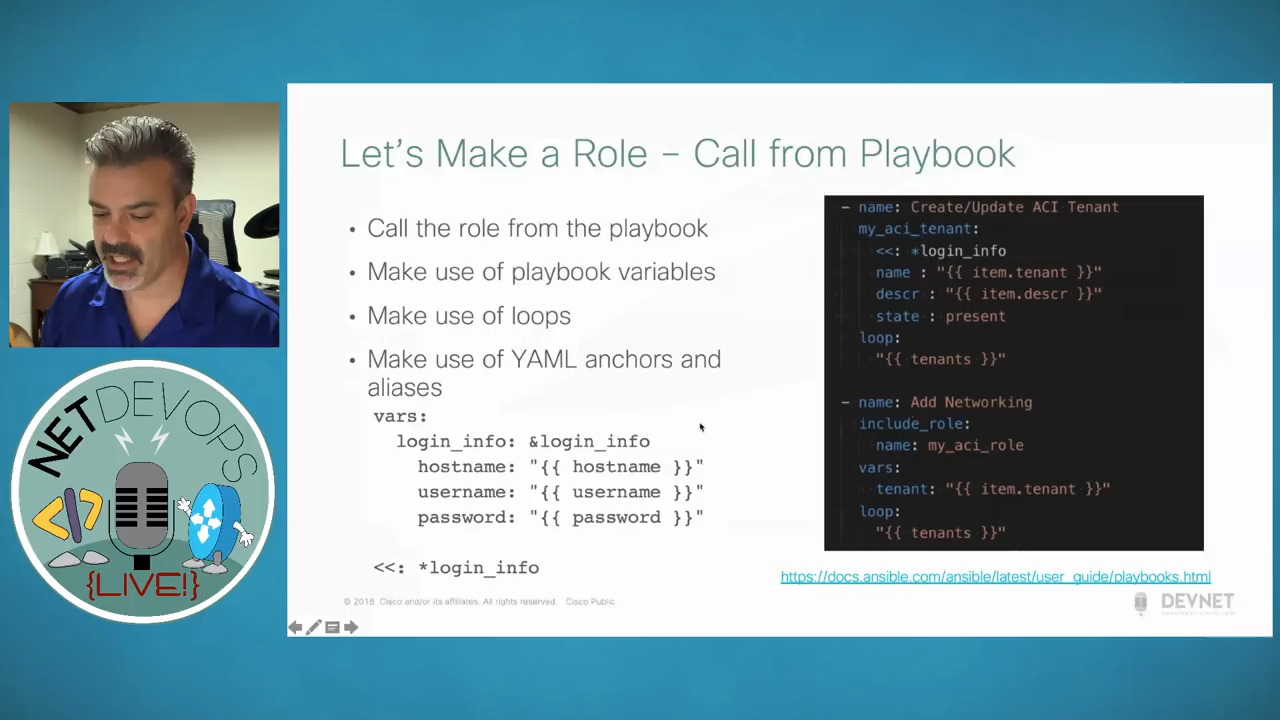 Let's Make a Role – Call from Playbook
• Call the role from the playbook
• Make use of playbook variables
• Make use of loops
• Make use of YAML anchors and
aliases
vars:
login_info: &login_info
hostname: "{{ hostname }}"
username: "{{ username }}"
password: "{{ password }}"
<<: *login_info
- name: Create/Update ACI Tenant
my_aci_tenant:
<<: *login_info
name : "{{ item.tenant }}"
descr : "{{ item.descr }}"
state : present
loop:
"{{ tenants }}"
- name: Add Networking
include_role:
name: my_aci_role
vars:
tenant: "{{ item.tenant }}"
loop:
"{{ tenants }}"
https://docs.ansible.com/ansible/latest/user_guide/playbooks.html
© 2018 Cisco and/or its affiliates. All rights reserved. Cisco Public
DEVNET
NETDEVOPS
{LIVE!}